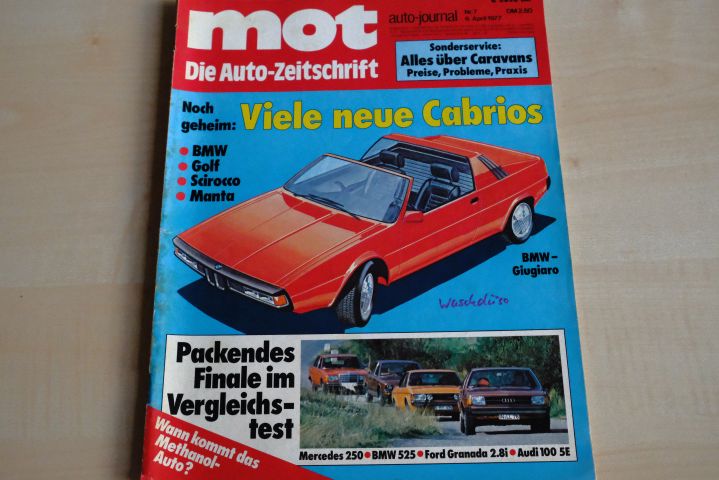 mot
auto-journal
Nr. 7
6. April 1977
DM 2.80
Die Auto-Zeitschrift
Sonderservice:
Alles über Caravans
Preise, Probleme, Praxis
Noch
geheim:
Viele neue Cabrios
BMW
Golf
Scirocco
Manta
BMW–
Giugiaro
Packendes
Finale im
Vergleichs-
test
Mercedes 250 • BMW 525 • Ford Granada 2.8i • Audi 100 5E
Wann kommt das
Methanol-
Auto?